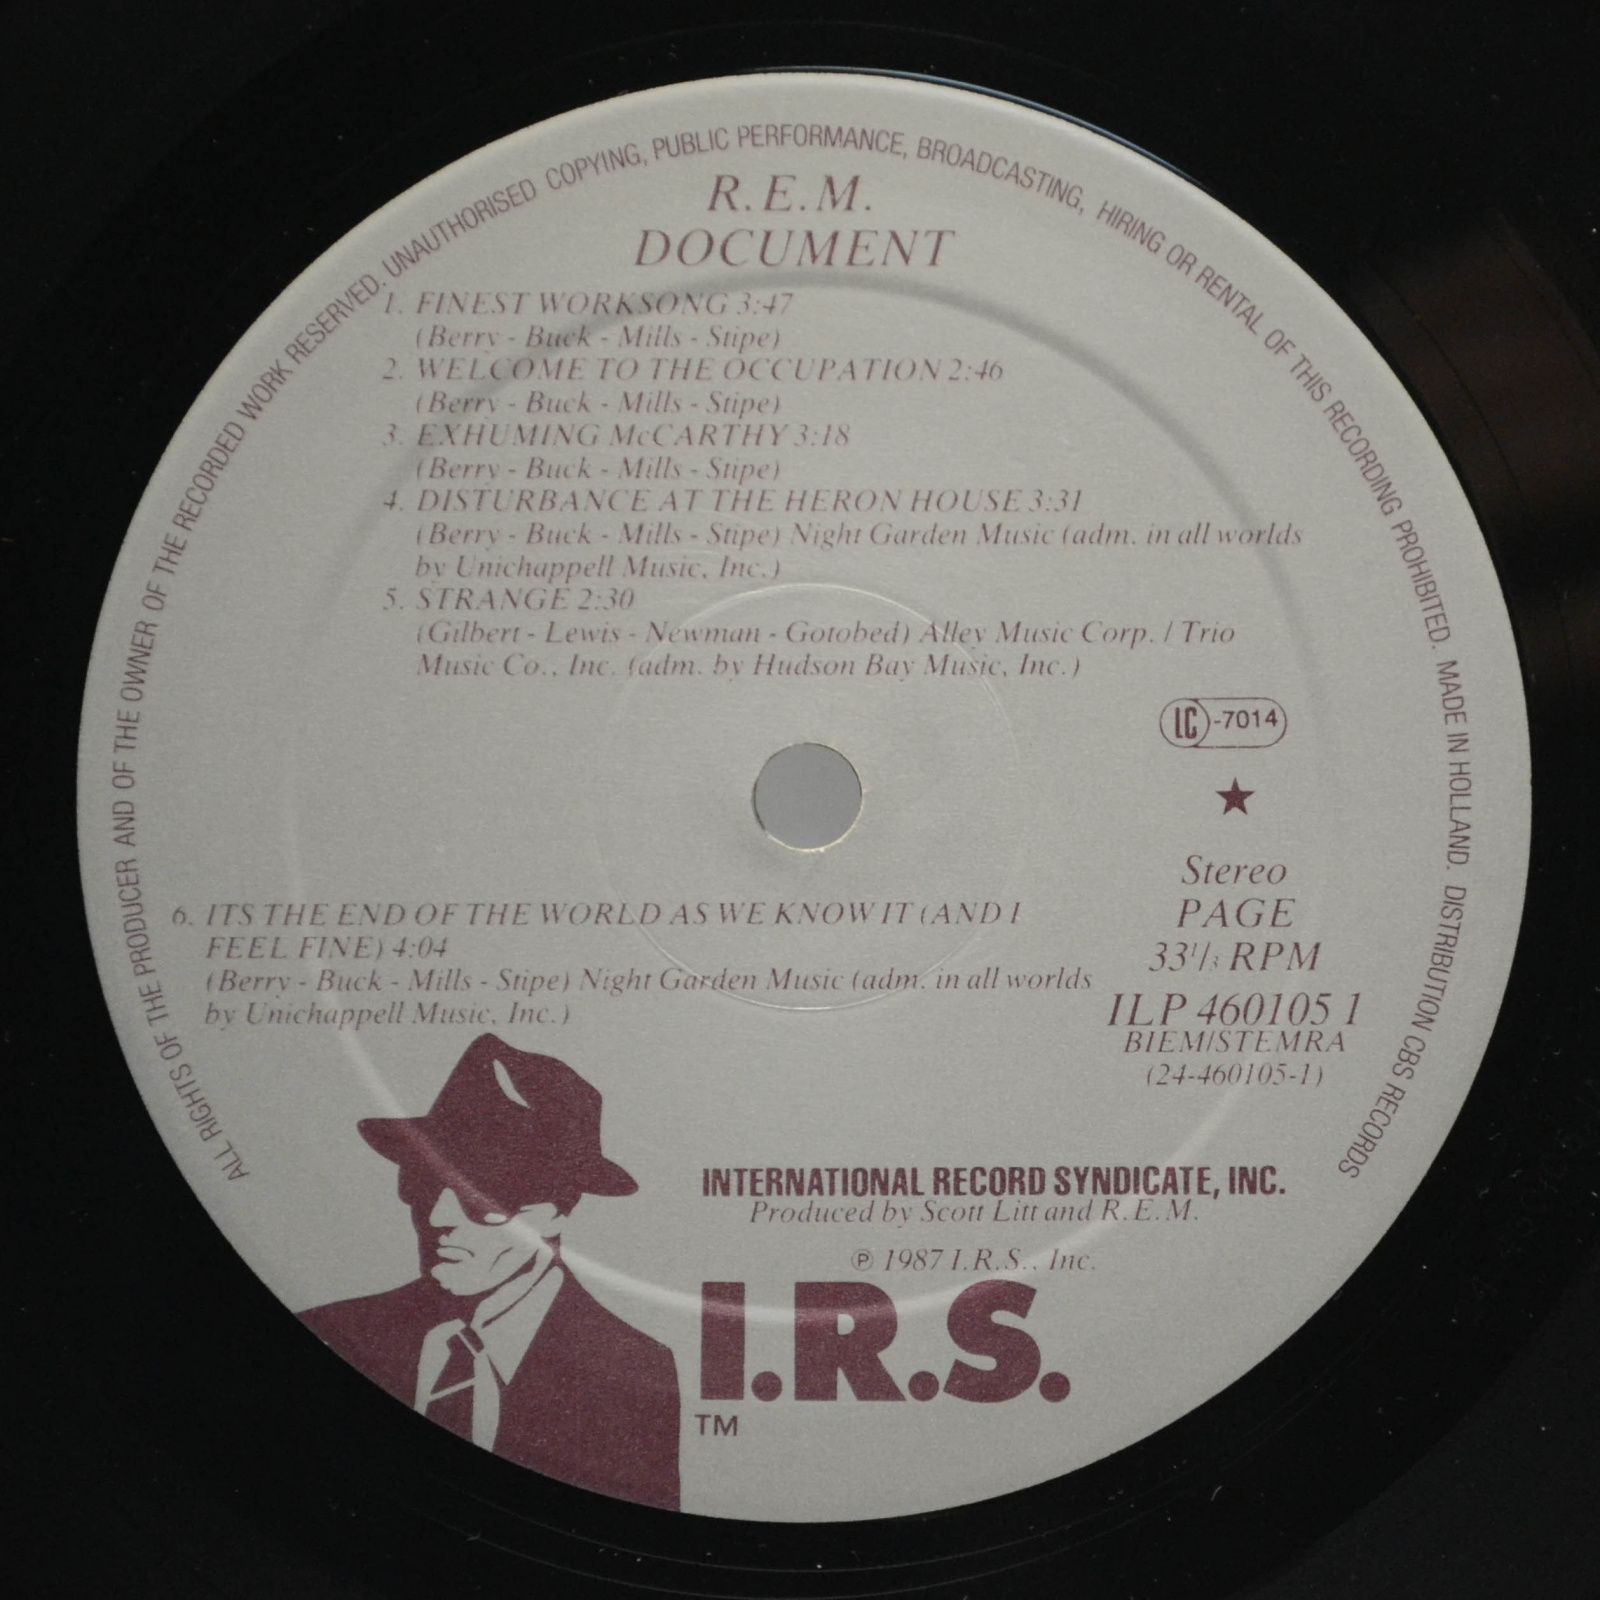 ALL RIGHTS OF THE PRODUCER AND OF THE OWNER OF THE RECORDED WORK RESERVED. UNAUTHORISED COPYING, PUBLIC PERFORMANCE, BROADCASTING, HIRING OR RENTAL OF THIS RECORDING PROHIBITED. MADE IN HOLLAND. DISTRIBUTION CBS RECORDS
R.E.M.
DOCUMENT
1. FINEST WORKSONG 3:47
(Berry - Buck - Mills - Stipe)
2. WELCOME TO THE OCCUPATION 2:46
(Berry - Buck - Mills - Stipe)
3. EXHUMING McCARTHY 3:18
(Berry - Buck - Mills - Stipe)
4. DISTURBANCE AT THE HERON HOUSE 3:31
(Berry - Buck - Mills - Stipe) Night Garden Music (adm. in all worlds
by Unichappell Music, Inc.)
5. STRANGE 2:30
(Gilbert - Lewis - Newman - Gotobed) Alley Music Corp. / Trio
Music Co., Inc. (adm. by Hudson Bay Music, Inc.)
LC -7014
★
Stereo
PAGE
33 1/3 RPM
ILP 460105 1
BIEM/STEMRA
(24-460105-1)
6. ITS THE END OF THE WORLD AS WE KNOW IT (AND I
FEEL FINE) 4:04
(Berry - Buck - Mills - Stipe) Night Garden Music (adm. in all worlds
by Unichappell Music, Inc.)
INTERNATIONAL RECORD SYNDICATE, INC.
Produced by Scott Litt and R.E.M.
℗ 1987 I.R.S., Inc.
I.R.S.
TM